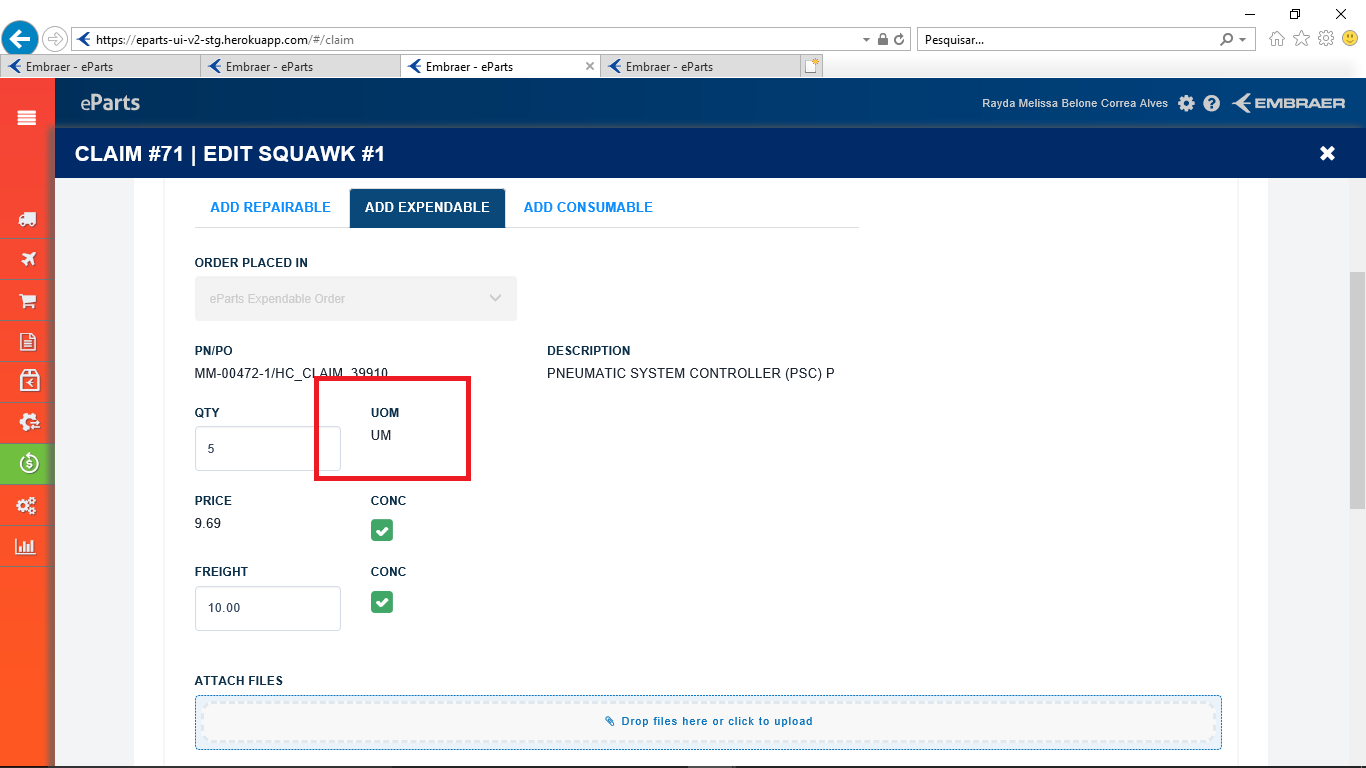 https://eparts-ui-v2-stg.herokuapp.com/#/claim
Pesquisar...
Embraer - eParts
Embraer - eParts
Embraer - eParts
Embraer - eParts
eParts
Rayda Melissa Belone Correa Alves
EMBRAER
CLAIM #71 | EDIT SQUAWK #1
ADD REPAIRABLE
ADD EXPENDABLE
ADD CONSUMABLE
ORDER PLACED IN
eParts Expendable Order
PN/PO
DESCRIPTION
MM-00472-1/HC_CLAIM_39910
PNEUMATIC SYSTEM CONTROLLER (PSC) P
QTY
UOM
5
UM
PRICE
CONC
9.69
FREIGHT
CONC
10.00
ATTACH FILES
Drop files here or click to upload